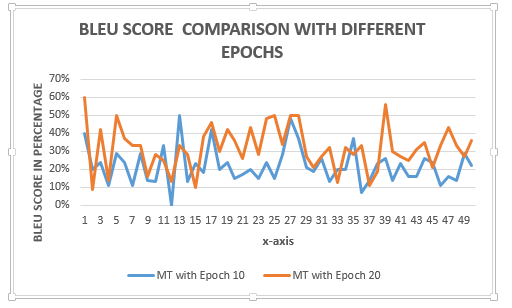 BLEU SCORE COMPARISON WITH DIFFERENT
EPOCHS
BLEU SCORE IN PERCENTAGE
70%
60%
50%
40%
30%
20%
10%
0%
1 3 5 7 9 11 13 15 17 19 21 23 25 27 29 31 33 35 37 39 41 43 45 47 49
x-axis
MT with Epoch 10 MT with Epoch 20